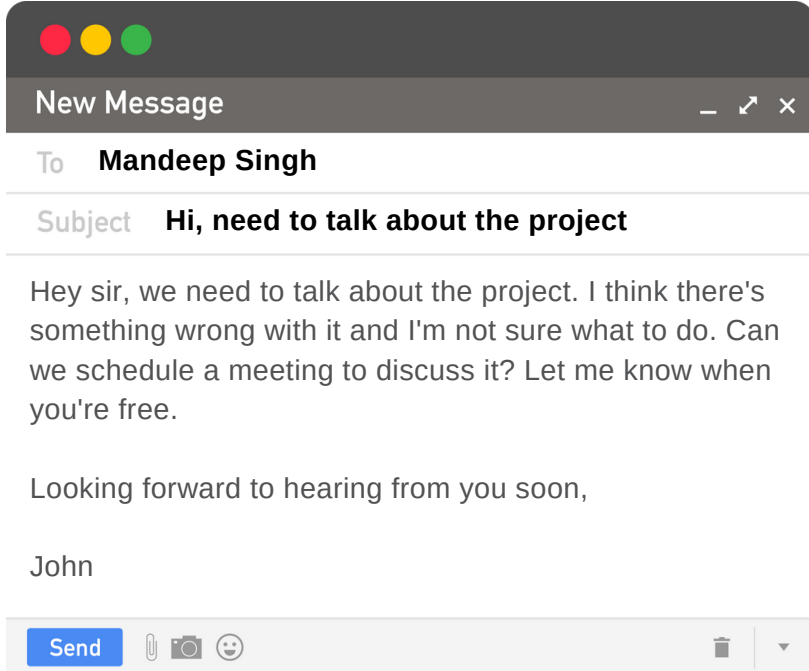 New Message
To Mandeep Singh
Subject Hi, need to talk about the project
Hey sir, we need to talk about the project. I think there's
something wrong with it and I'm not sure what to do. Can
we schedule a meeting to discuss it? Let me know when
you're free.
Looking forward to hearing from you soon,
John
Send